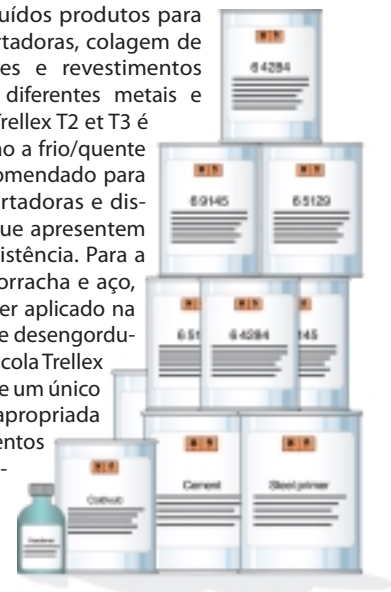 uídos produtos para
rtadoras, colagem de
es e revestimentos
diferentes metais e
Trellex T2 et T3 é
o a frio/quente
omendado para
rtadoras e dis-
ue apresentem
istência. Para a
orracha e aço,
er aplicado na
e desengordu-
cola Trellex
e um único
apropriada
entos
-
64284
69145 65129
651 64284 145
Cement Steel primer